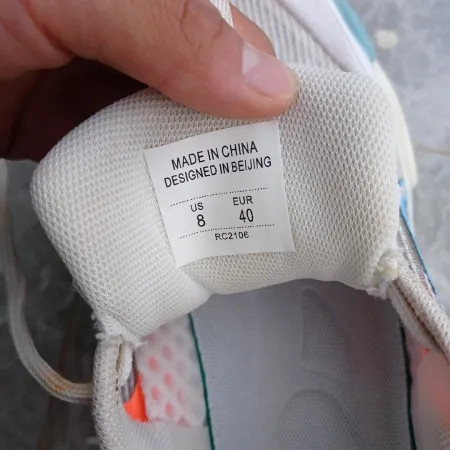 MADE IN CHINA
DESIGNED IN BEIJING
US EUR
8 40
RC2106